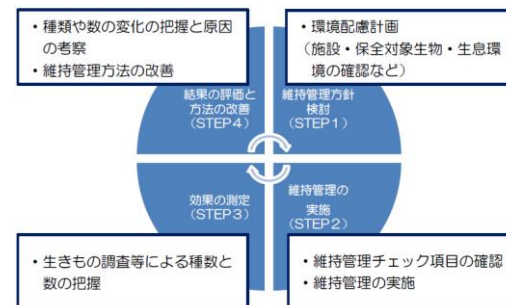 ・種類や数の変化の把握と原因
の考察
・維持管理方法の改善
・環境配慮計画
（施設・保全対象生物・生息環
境の確認など）
結果の評価と
方法の改善
（STEP4）
維持管理方針
検討
（STEP1）
効果の測定
（STEP3）
維持管理の
実施
（STEP2）
・生きもの調査等による種数と
数の把握
・維持管理チェック項目の確認
・維持管理の実施